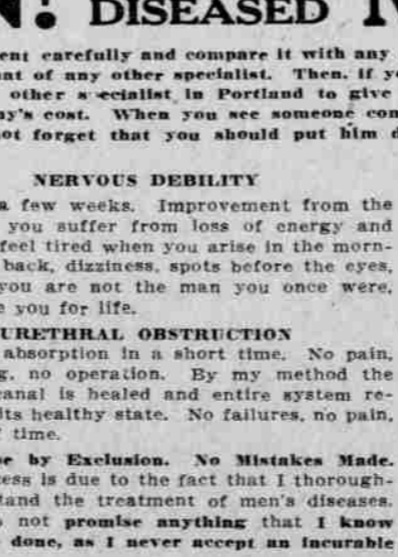 DISEASED
ent carefully and compare it with any
nt of any other specialist. Then, if y
other specialist in Portland to give
ny's cost. When you see someone con
not forget that you should put him d
NERVOUS DEBILITY
a few weeks. Improvement from the
you suffer from loss of energy and
feel tired when you arise in the morn-
back, dizziness, spots before the eyes,
you are not the man you once were,
e you for life.
URETHRAL OBSTRUCTION
absorption in a short time. No pain,
g, no operation. By my method the
canal is healed and entire system re-
its healthy state. No failures, no pain,
time.
e by Exclusion. No Mistakes Made.
cess is due to the fact that I thorough-
tand the treatment of men's diseases.
not promise anything that I know
done, as I never accept an incurable